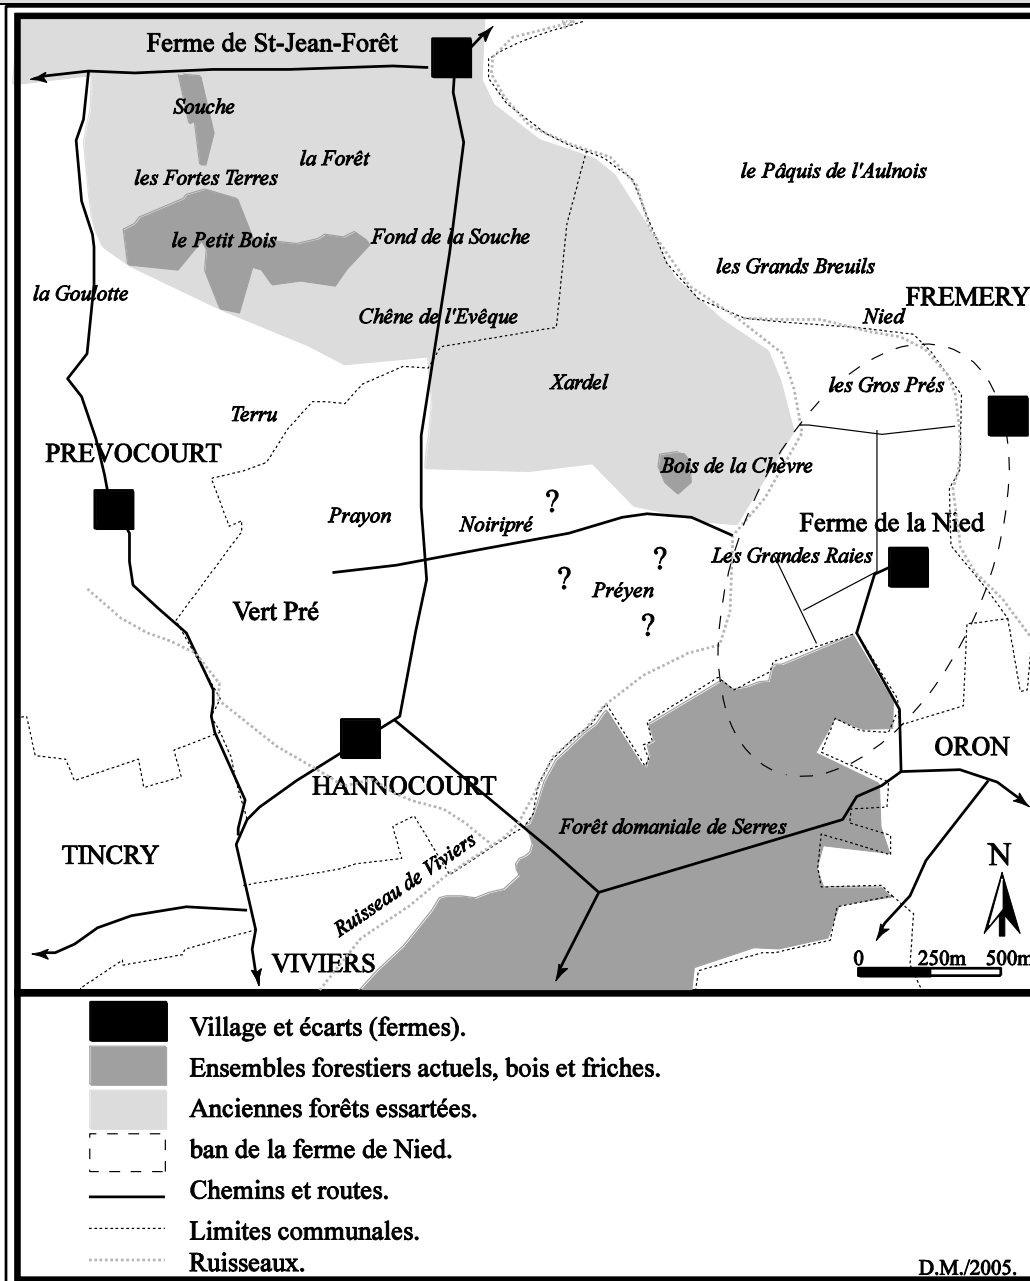 Ferme de St-Jean-Forêt
Souche
la Forêt
les Fortes Terres
le Pâquis de l'Aulnois
le Petit Bois
Fond de la Souche
les Grands Breuils
la Goulotte
FREMERY
Chêne de l'Evêque
Nied
Xardel
les Gros Prés
Terru
PREVOCOURT
Bois de la Chèvre
?
Prayon
Noiripré
Ferme de la Nied
Les Grandes Raies
?
?
Préyen
Vert Pré
?
ORON
HANNOCOURT
Forêt domaniale de Serres
TINCRY
N
Ruisseau de Viviers
VIVIERS
0 250m 500m
Village et écarts (fermes).
Ensembles forestiers actuels, bois et friches.
Anciennes forêts essartées.
ban de la ferme de Nied.
Chemins et routes.
Limites communales.
Ruisseaux.
D.M./2005.